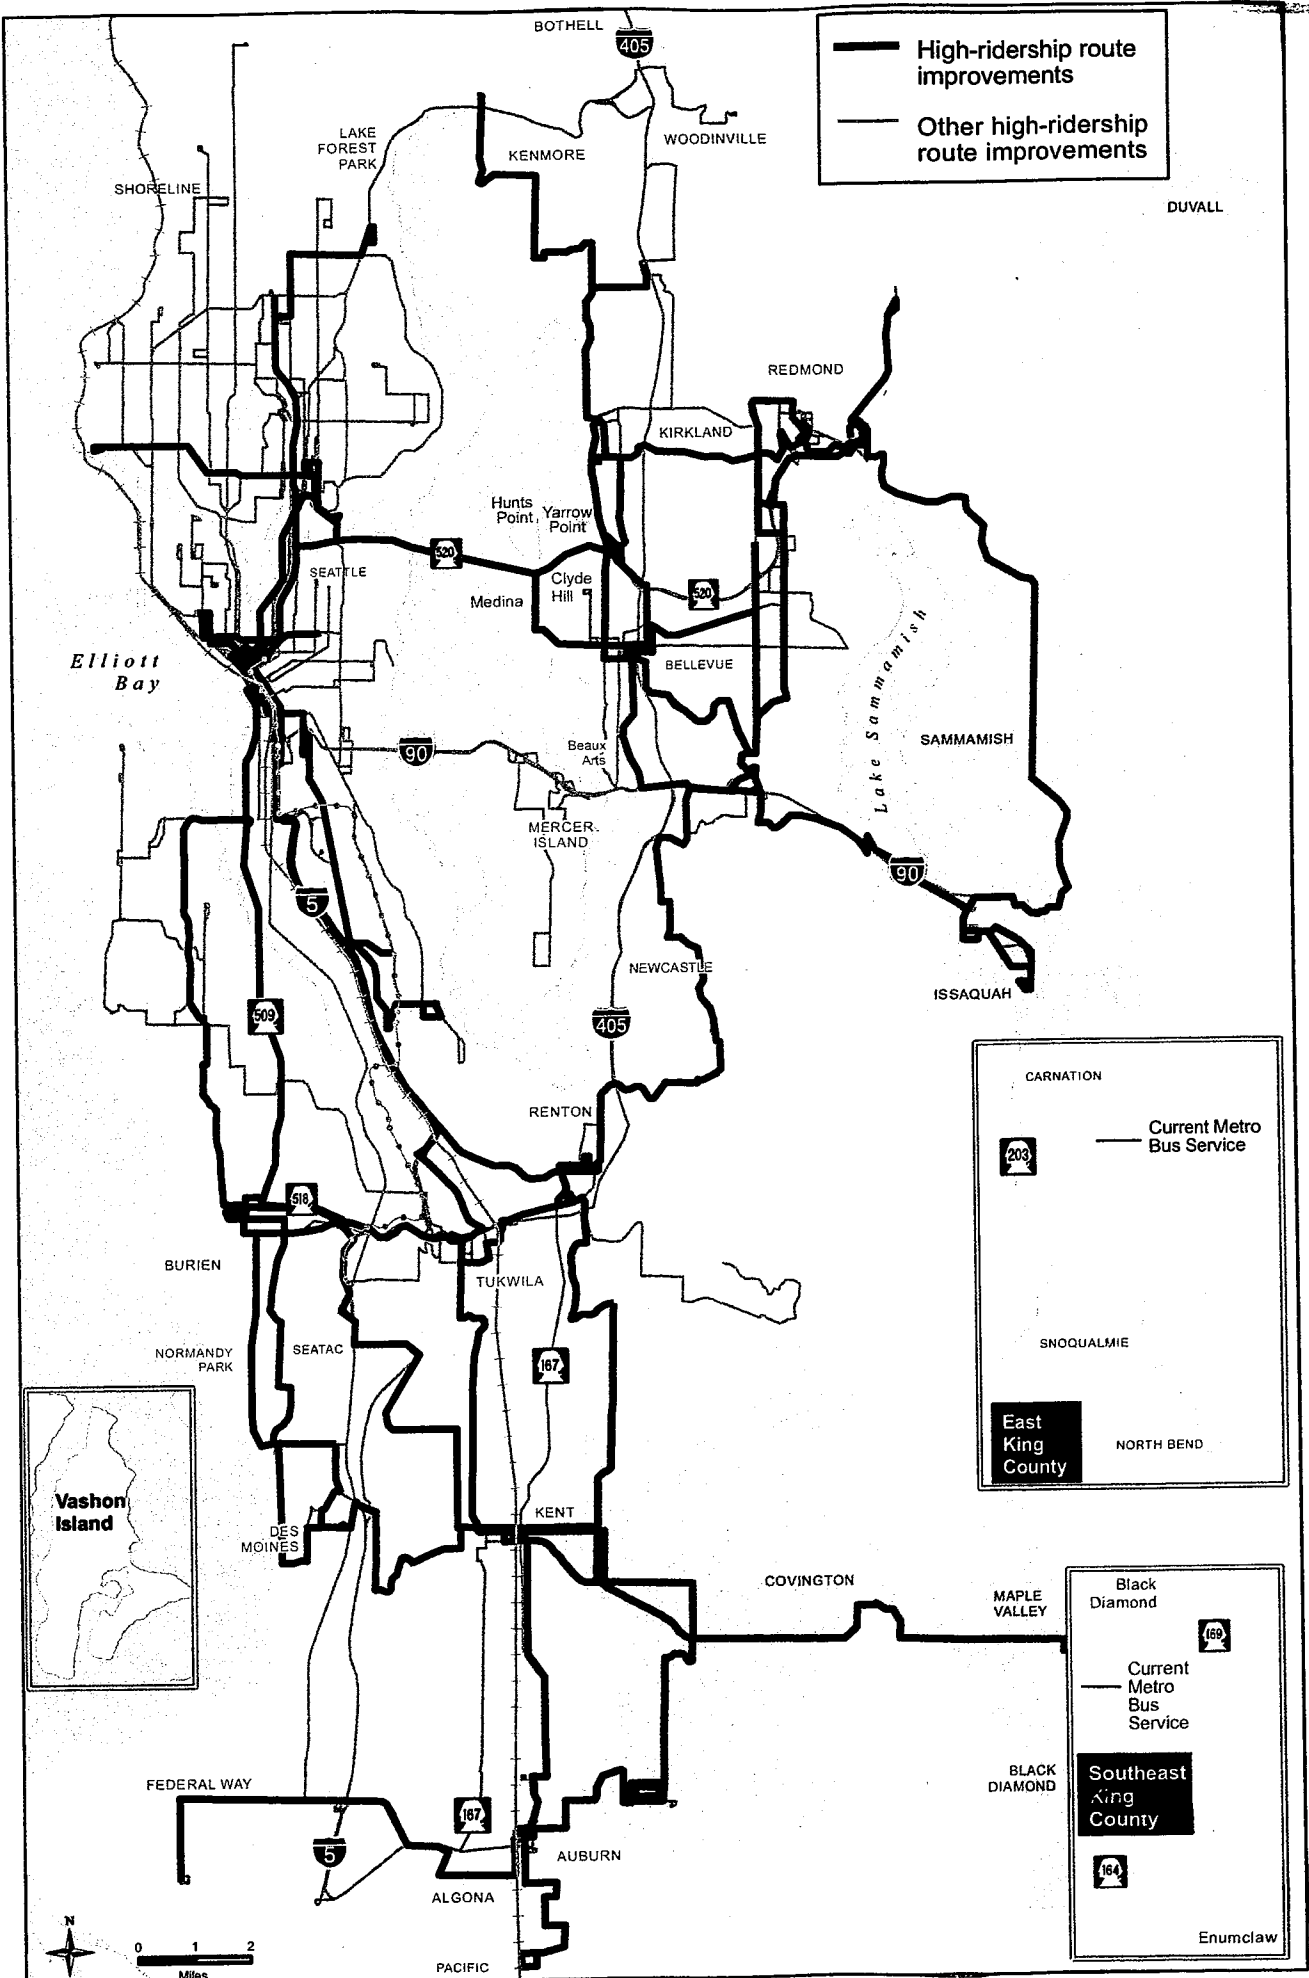 BOTHELL
405
High-ridership route
improvements
Other high-ridership
route improvements
LAKE
FOREST
PARK
KENMORE
WOODINVILLE
SHORELINE
DUVALL
REDMOND
KIRKLAND
Hunts
Point
Yarrow
Point
520
SEATTLE
Clyde
Hill
520
Medina
Elliott
Bay
BELLEVUE
Lake Sammamish
SAMMAMISH
Beaux
Arts
90
MERCER
ISLAND
90
5
NEWCASTLE
ISSAQUAH
509
405
CARNATION
RENTON
Current Metro
Bus Service
203
518
BURIEN
TUKWILA
NORMANDY
PARK
SEATAC
167
SNOQUALMIE
East
King
County
NORTH BEND
Vashon
Island
KENT
DES
MOINES
COVINGTON
MAPLE
VALLEY
Black
Diamond
169
Current
Metro
Bus
Service
BLACK
DIAMOND
Southeast
King
County
FEDERAL WAY
167
5
AUBURN
164
ALGONA
Enumclaw
N
0 1 2
Miles
PACIFIC